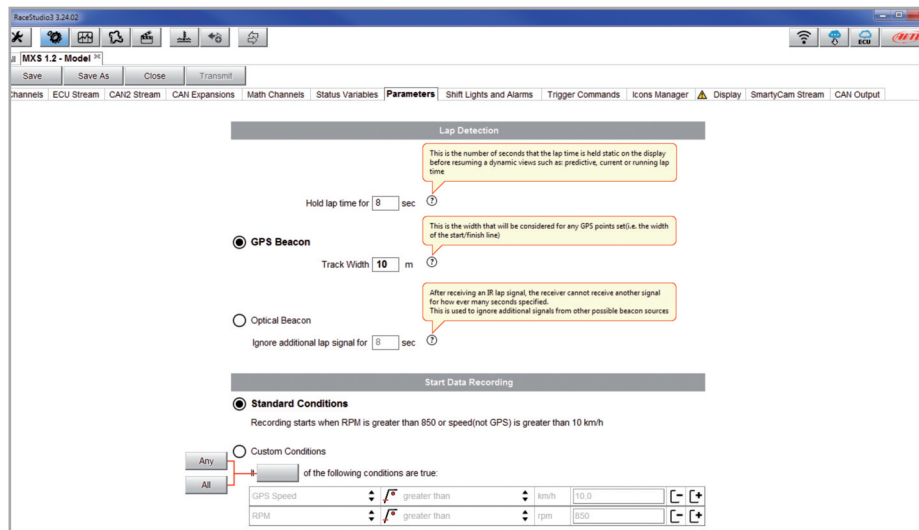 RaceStudio3 3.24.02
ECU
MXS 1.2 - Model
Save Save As Close Transmit
hannels ECU Stream CAN2 Stream CAN Expansions Math Channels Status Variables Parameters Shift Lights and Alarms Trigger Commands Icons Manager Display SmartyCam Stream CAN Output
Lap Detection
This is the number of seconds that the lap time is held static on the display
before resuming a dynamic views such as: predictive, current or running lap
time
Hold lap time for 8 sec ?
This is the width that will be considered for any GPS points set(i.e. the width
of the start/finish line)
GPS Beacon
Track Width 10 m ?
After receiving an IR lap signal, the receiver cannot receive another signal
for how ever many seconds specified.
This is used to ignore additional signals from other possible beacon sources
Optical Beacon
Ignore additional lap signal for 8 sec ?
Start Data Recording
Standard Conditions
Recording starts when RPM is greater than 850 or speed(not GPS) is greater than 10 km/h
Custom Conditions
Any
of the following conditions are true:
All
GPS Speed greater than km/h 10.0
RPM greater than rpm 850